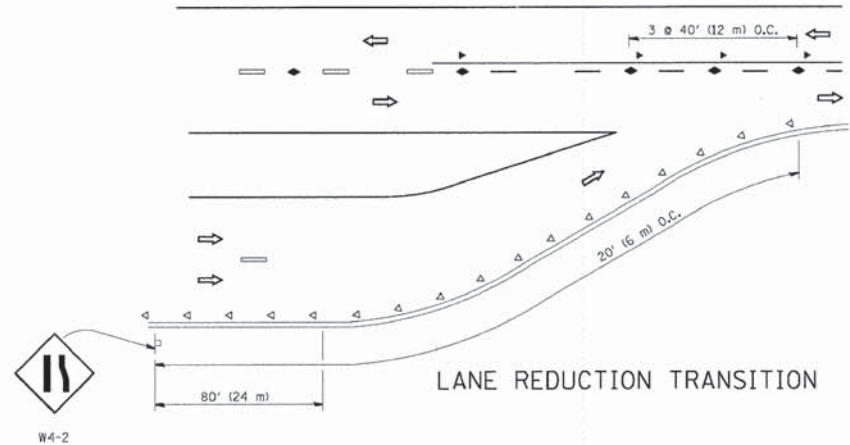 3 @ 40' (12 m) O.C.
20' (6 m) O.C.
80' (24 m)
LANE REDUCTION TRANSITION
W4-2